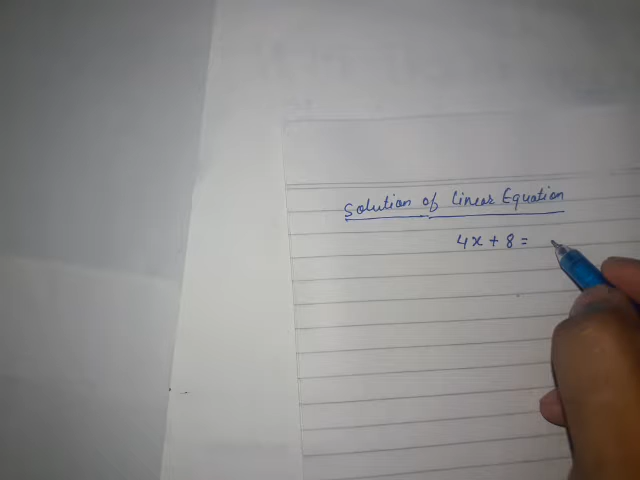 Solution of Linear Equation
4x + 8 =